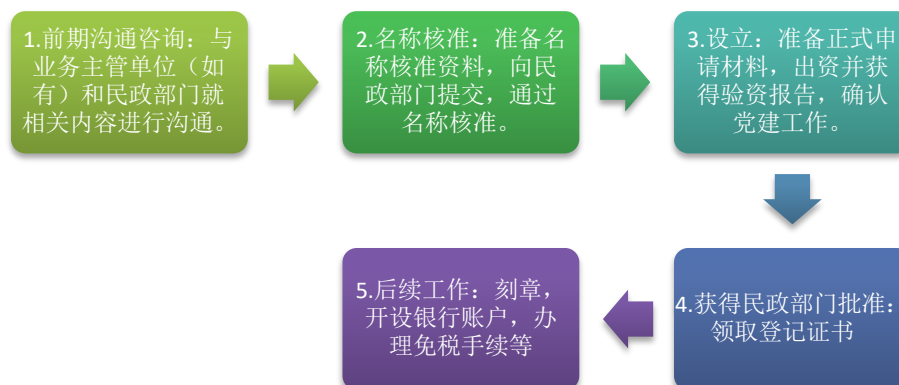 1.前期沟通咨询：与
业务主管单位（如
有）和民政部门就
相关内容进行沟通。
2.名称核准：准备名
称核准资料，向民
政部门提交，通过
名称核准。
3.设立：准备正式申
请材料，出资并获
得验资报告，确认
党建工作。
4.获得民政部门批准：
领取登记证书
5.后续工作：刻章，
开设银行账户，办
理免税手续等